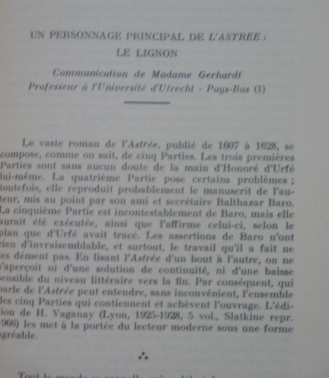 UN PERSONNAGE PRINCIPAL DE L'ASTRÉE :
LE LIGNON
Communication de Madame Gerhardt
Professeur à l'Université d'Utrecht - Pays-Bas (1)
Le vaste roman de l'Astrée, publié de 1607 à 1628, se
compose, comme on sait, de cinq Parties. Les trois premières
Parties sont sans aucun doute de la main d'Honoré d'Urfé
lui-même. La quatrième Partie pose certains problèmes ;
toutefois, elle reproduit probablement le manuscrit de l'au-
teur, mis au point par son ami et secrétaire Balthazar Baro.
La cinquième Partie est incontestablement de Baro, mais elle
aurait été exécutée, ainsi que l'affirme celui-ci, selon le
plan que d'Urfé avait tracé. Les assertions de Baro n'ont
rien d'invraisemblable, et surtout, le travail qu'il a fait ne
les dément pas. En lisant l'Astrée d'un bout à l'autre, on ne
s'aperçoit ni d'une solution de continuité, ni d'une baisse
sensible du niveau littéraire vers la fin. Par conséquent, qui
parle de l'Astrée peut entendre, sans inconvénient, l'ensemble
des cinq Parties qui contiennent et achèvent l'ouvrage. L'édi-
tion de H. Vaganay (Lyon, 1925-1928, 5 vol., Slatkine repr.
1966) les met à la portée du lecteur moderne sous une forme
agréable.
Tout le monde